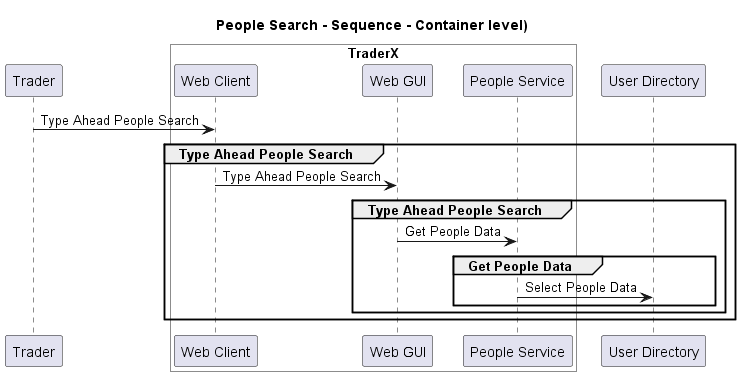 People Search - Sequence - Container level)
TraderX
Trader
Web Client
Web GUI
People Service
User Directory
Type Ahead People Search
Type Ahead People Search
Type Ahead People Search
Type Ahead People Search
Get People Data
Get People Data
Select People Data
Trader
Web Client
Web GUI
People Service
User Directory